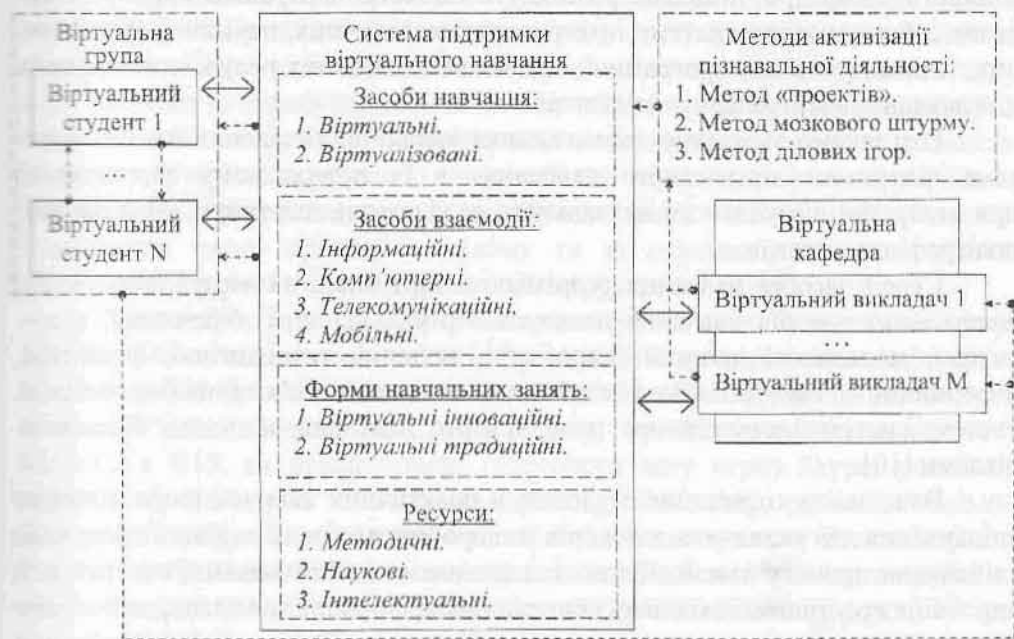 Віртуальна
група
Віртуальний
студент 1
Віртуальний
студент N
Система підтримки
віртуального навчання
Засоби навчання:
1. Віртуальні.
2. Віртуалізовані.
Засоби взаємодії:
1. Інформаційні.
2. Комп'ютерні.
3. Телекомунікаційні.
4. Мобільні.
Форми навчальних занять:
1. Віртуальні інноваційні.
2. Віртуальні традиційні.
Ресурси:
1. Методичні.
2. Наукові.
3. Інтелектуальні.
Методи активізації
пізнавальної діяльності:
1. Метод «проектів».
2. Метод мозкового штурму.
3. Метод ділових ігор.
Віртуальна
кафедра
Віртуальний викладач 1
...
Віртуальний викладач M